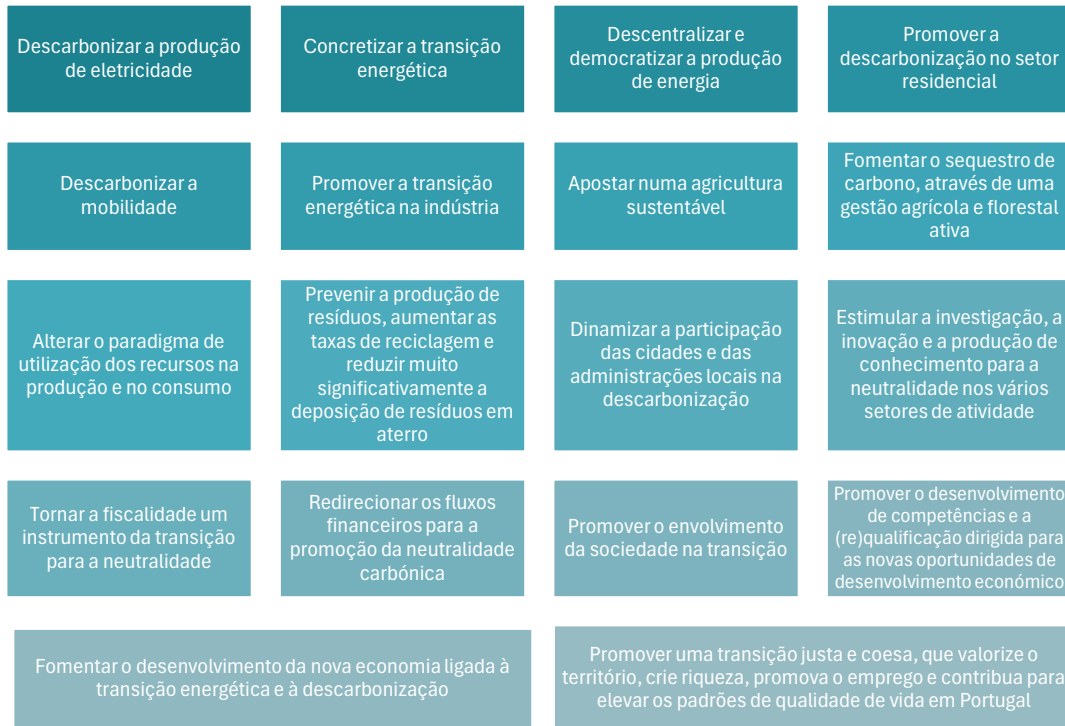 Descarbonizar a produção
de eletricidade
Concretizar a transição
energética
Descentralizar e
democratizar a produção
de energia
Promover a
descarbonização no setor
residencial
Descarbonizar a
mobilidade
Promover a transição
energética na indústria
Apostar numa agricultura
sustentável
Fomentar o sequestro de
carbono, através de uma
gestão agrícola e florestal
ativa
Alterar o paradigma de
utilização dos recursos na
produção e no consumo
Prevenir a produção de
resíduos, aumentar as
taxas de reciclagem e
reduzir muito
significativamente a
deposição de resíduos em
aterro
Dinamizar a participação
das cidades e das
administrações locais na
descarbonização
Estimular a investigação, a
inovação e a produção de
conhecimento para a
neutralidade nos vários
setores de atividade
Tornar a fiscalidade um
instrumento da transição
para a neutralidade
Redirecionar os fluxos
financeiros para a
promoção da neutralidade
carbónica
Promover o envolvimento
da sociedade na transição
Promover o desenvolvimento
de competências e a
(re)qualificação dirigida para
as novas oportunidades de
desenvolvimento económico
Fomentar o desenvolvimento da nova economia ligada à
transição energética e à descarbonização
Promover uma transição justa e coesa, que valorize o
território, crie riqueza, promova o emprego e contribua para
elevar os padrões de qualidade de vida em Portugal